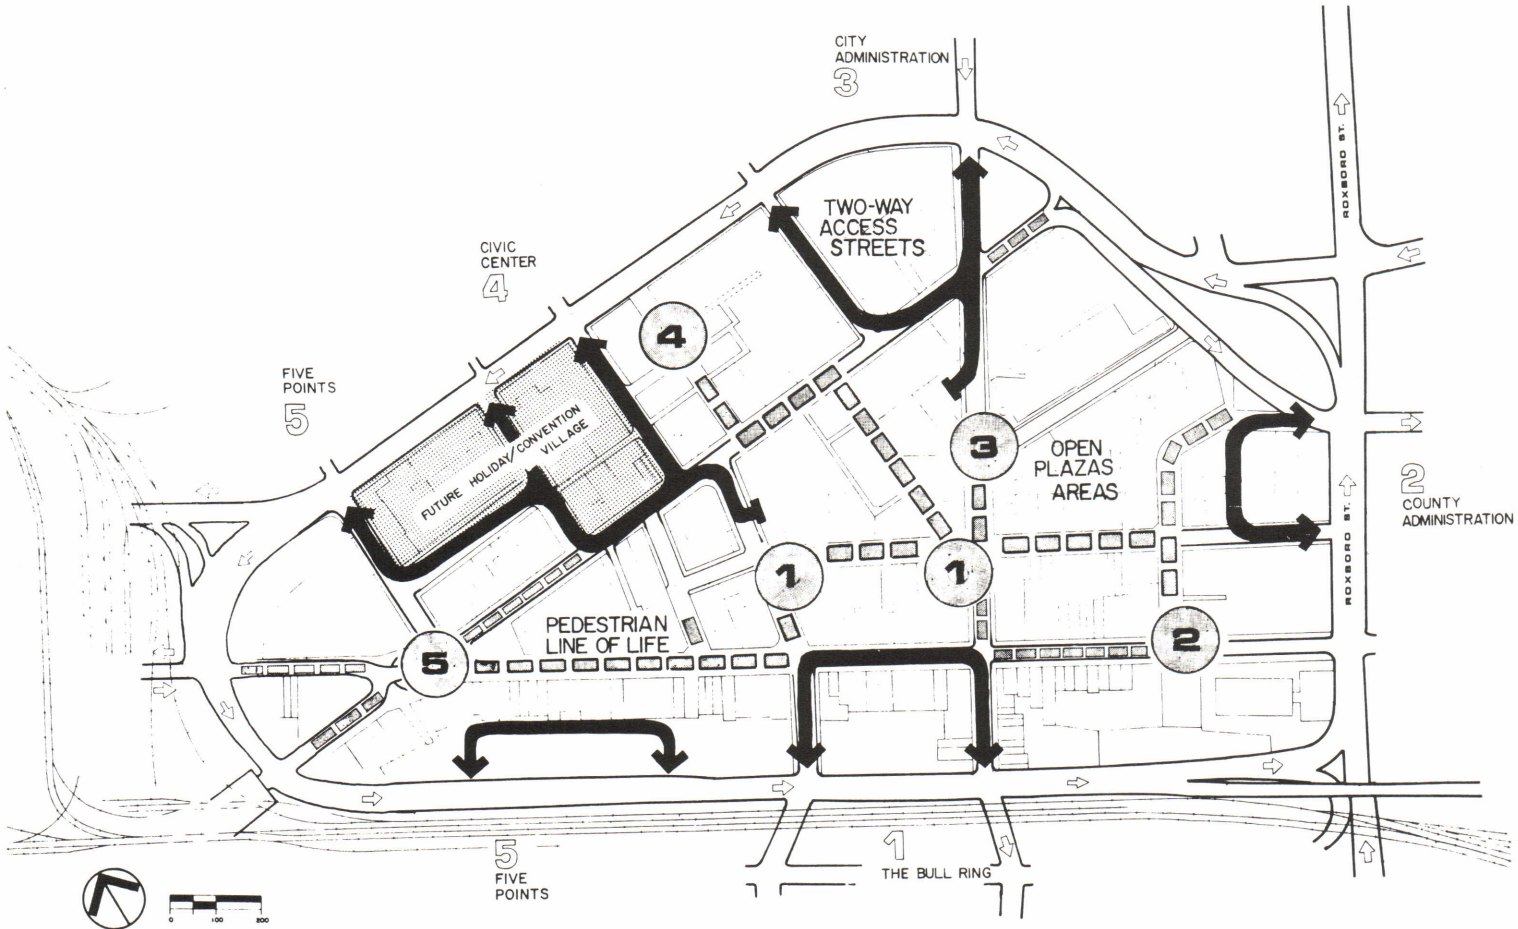 CITY
ADMINISTRATION
3
ROXBORO ST.
TWO-WAY
ACCESS
STREETS
CIVIC
CENTER
4
4
FIVE
POINTS
5
FUTURE HOLIDAY/CONVENTION
VILLAGE
3
OPEN
PLAZAS
AREAS
2
COUNTY
ADMINISTRATION
ROXBORO ST.
1
1
PEDESTRIAN
LINE OF LIFE
2
5
5
FIVE
POINTS
1
THE BULL RING
0 100 200